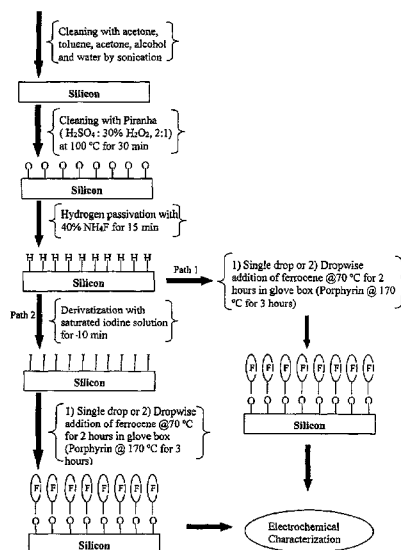 Cleaning with acetone,
toluene, acetone, alcohol
and water by sonication
Silicon
Cleaning with Piranha
( H2SO4 : 30% H2O2, 2:1)
at 100 °C for 30 min
O O O O O O O O
Silicon
Hydrogen passivation with
40% NH4F for 15 min
H H H H H H H H H
Silicon
Path 1
1) Single drop or 2) Dropwise
addition of ferrocene @70 °C for 2
hours in glove box (Porphyrin @ 170
°C for 3 hours)
Path 2
Derivatization with
saturated iodine solution
for 10 min
I I I I I I I I I
Silicon
1) Single drop or 2) Dropwise
addition of ferrocene @70 °C
for 2 hours in glove box
(Porphyrin @ 170 °C for 3
hours)
F F F F F F F F
O O O O O O O O
Silicon
F F F F F F F F
O O O O O O O O
Silicon
Electrochemical
Characterization